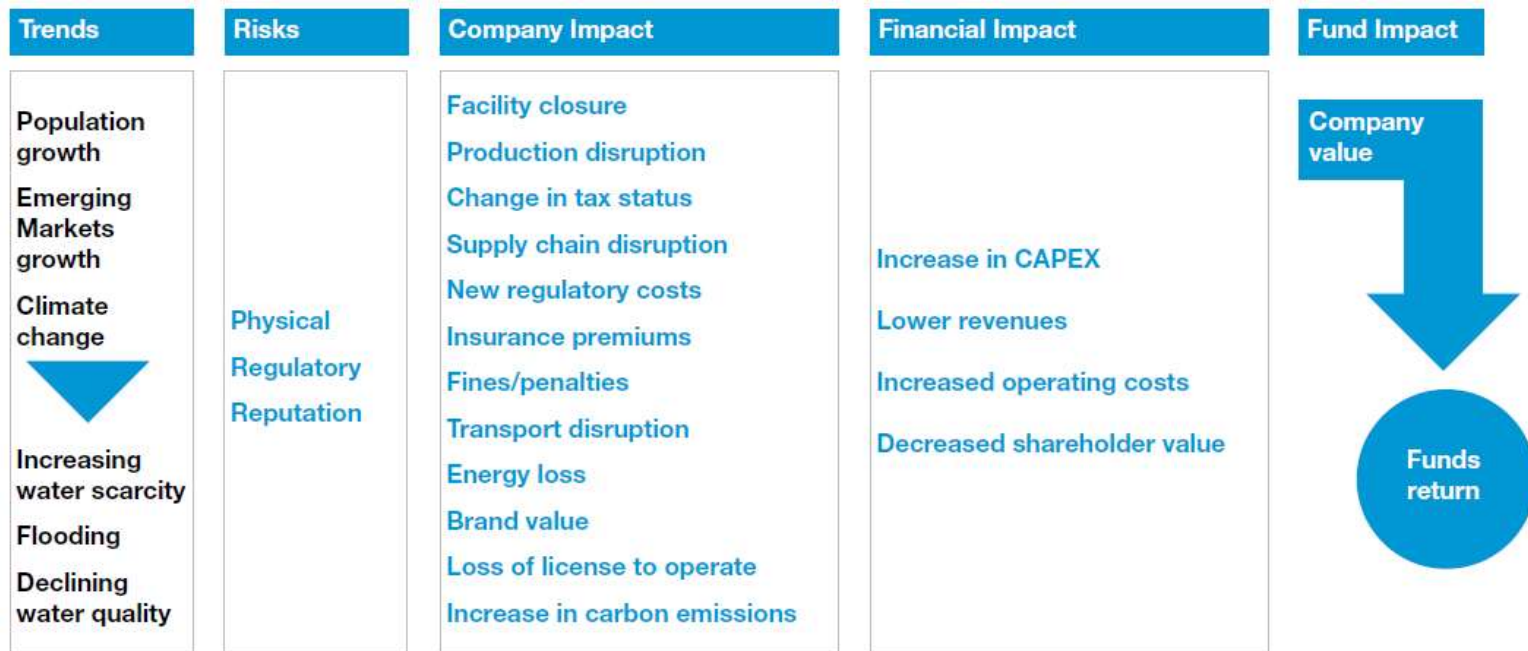 Trends
Population
growth
Emerging
Markets
growth
Climate
change
Increasing
water scarcity
Flooding
Declining
water quality
Risks
Physical
Regulatory
Reputation
Company Impact
Facility closure
Production disruption
Change in tax status
Supply chain disruption
New regulatory costs
Insurance premiums
Fines/penalties
Transport disruption
Energy loss
Brand value
Loss of license to operate
Increase in carbon emissions
Financial Impact
Increase in CAPEX
Lower revenues
Increased operating costs
Decreased shareholder value
Fund Impact
Company
value
Funds
return